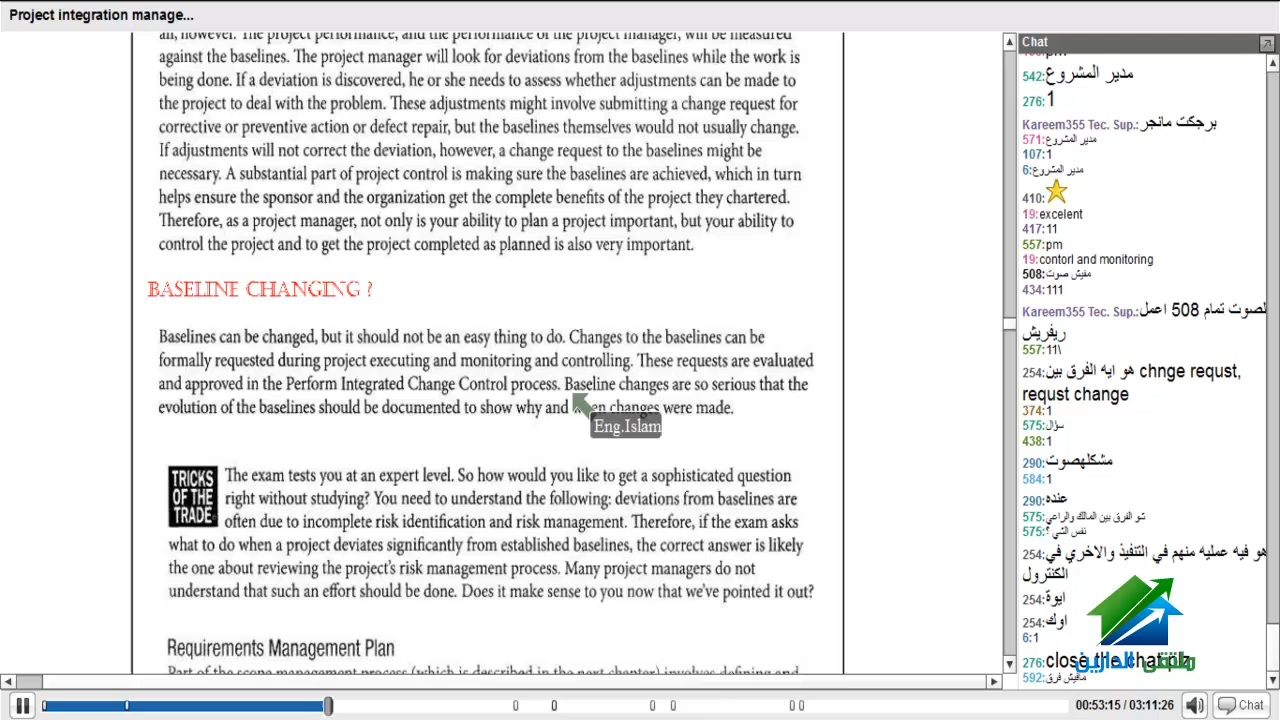 Project integration manage...
an, however. The project performance, and the performance of the project manager, will be measured
against the baselines. The project manager will look for deviations from the baselines while the work is
being done. If a deviation is discovered, he or she needs to assess whether adjustments can be made to
the project to deal with the problem. These adjustments might involve submitting a change request for
corrective or preventive action or defect repair, but the baselines themselves would not usually change.
If adjustments will not correct the deviation, however, a change request to the baselines might be
necessary. A substantial part of project control is making sure the baselines are achieved, which in turn
helps ensure the sponsor and the organization get the complete benefits of the project they chartered.
Therefore, as a project manager, not only is your ability to plan a project important, but your ability to
control the project and to get the project completed as planned is also very important.
BASELINE CHANGING ?
Baselines can be changed, but it should not be an easy thing to do. Changes to the baselines can be
formally requested during project executing and monitoring and controlling. These requests are evaluated
and approved in the Perform Integrated Change Control process. Baseline changes are so serious that the
evolution of the baselines should be documented to show why and changes were made.
Eng.Islam
TRICKS
OF THE
TRADE
The exam tests you at an expert level. So how would you like to get a sophisticated question
right without studying? You need to understand the following: deviations from baselines are
often due to incomplete risk identification and risk management. Therefore, if the exam asks
what to do when a project deviates significantly from established baselines, the correct answer is likely
the one about reviewing the project's risk management process. Many project managers do not
understand that such an effort should be done. Does it make sense to you now that we've pointed it out?
Requirements Management Plan
Part of the scope management process (which is described in the next chapter) involves defining and
Chat
542: مدير المشروع
276: 1
Kareem355 Tec. Sup.: برجكت مانجر
571: مدير المشروع
107: 1
6: مدير المشروع
410:
19: excelent
417: 11
557: pm
19: contorl and monitoring
508: مفيش صوت
434: 111
Kareem355 Tec. Sup.: لصوت تمام 508 اعمل
ريفريش
557: 11\
254: هو ايه الفرق بين chnge requst,
requst change
374: 1
575: سؤال
438: 1
290: مشكلهصوت
584: 1
290: عنده
575: شو الفرق بين المالك والراعي
575: نفس الشي ؟
254: هو فيه عمليه منهم في التنفيذ والاخري في
الكنترول
254: ايوة
254: اوك
6: 1
276: close the chat plz
592: مافيش فرق
ملتقى الدارين
00:53:15 / 03:11:26
Chat